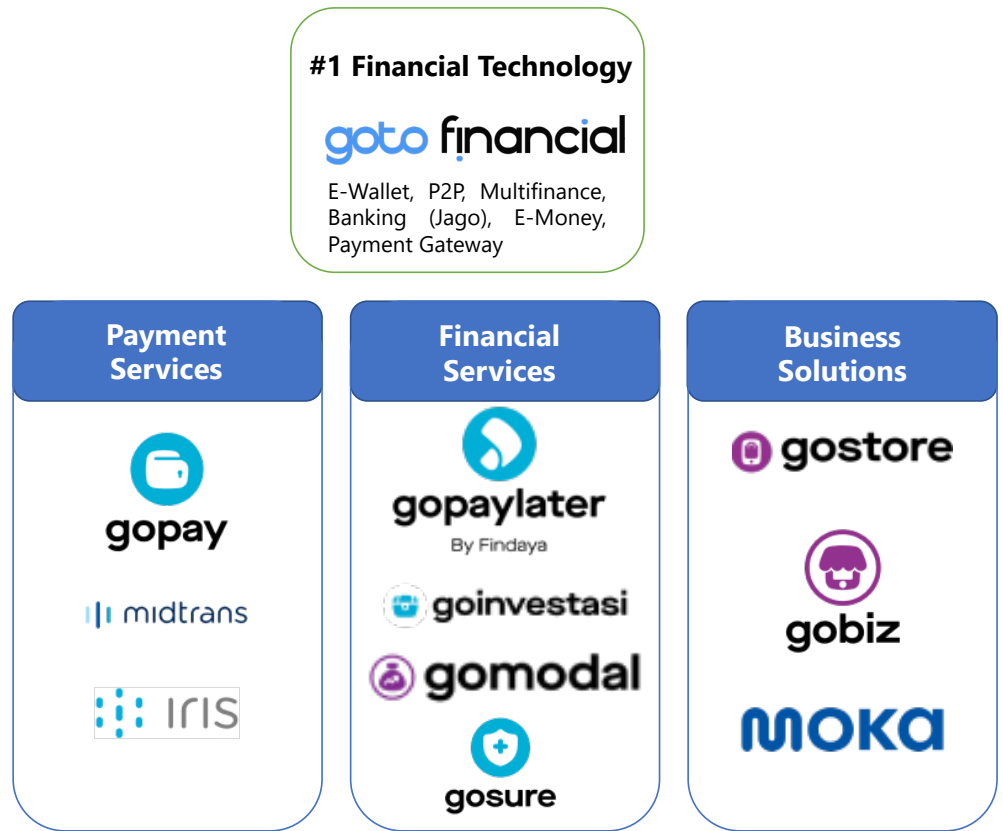 #1 Financial Technology
goto financial
E-Wallet, P2P, Multifinance,
Banking (Jago), E-Money,
Payment Gateway
Payment
Services
gopay
midtrans
IRIS
Financial
Services
gopaylater
By Findaya
goinvestasi
gomodal
gosure
Business
Solutions
gostore
gobiz
MOKA